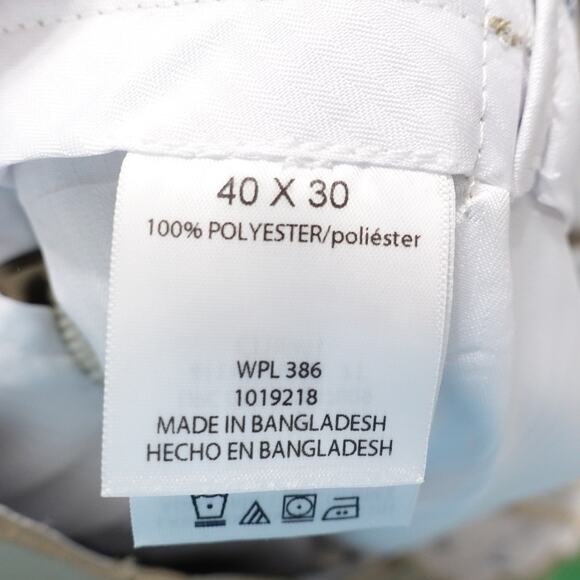 40 X 30
100% POLYESTER/poliéster
WPL 386
1019218
MADE IN BANGLADESH
HECHO EN BANGLADESH